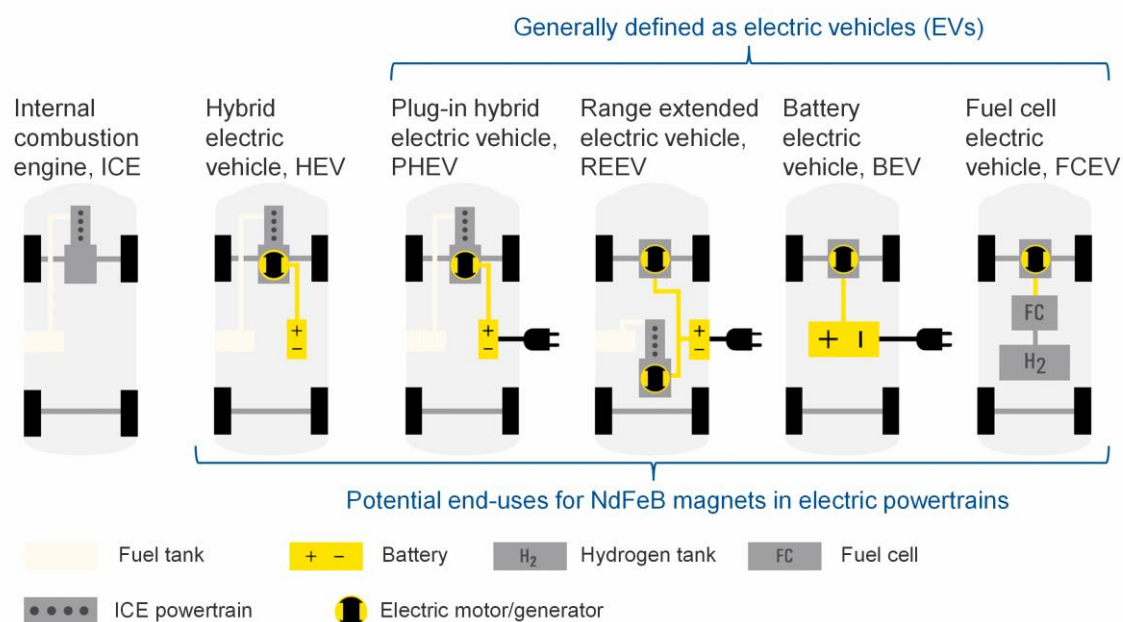 Generally defined as electric vehicles (EVs)
Internal
combustion
engine, ICE
Hybrid
electric
vehicle, HEV
Plug-in hybrid
electric vehicle,
PHEV
Range extended
electric vehicle,
REEV
Battery
electric
vehicle, BEV
Fuel cell
electric
vehicle, FCEV
+
−
+
−
+
−
+ −
FC
H₂
Potential end-uses for NdFeB magnets in electric powertrains
Fuel tank
+ − Battery
H₂ Hydrogen tank
FC Fuel cell
ICE powertrain
Electric motor/generator